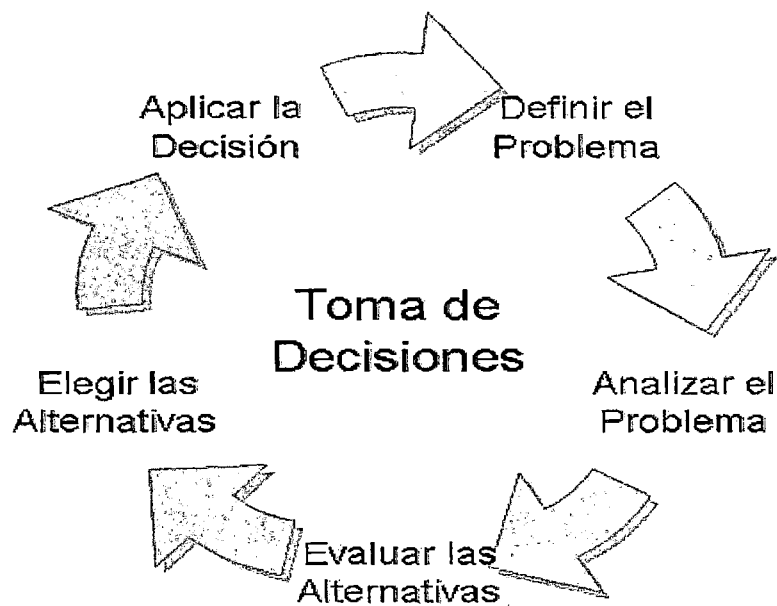 Aplicar la
Decisión
Definir el
Problema
Toma de
Decisiones
Analizar el
Problema
Evaluar las
Alternativas
Elegir las
Alternativas